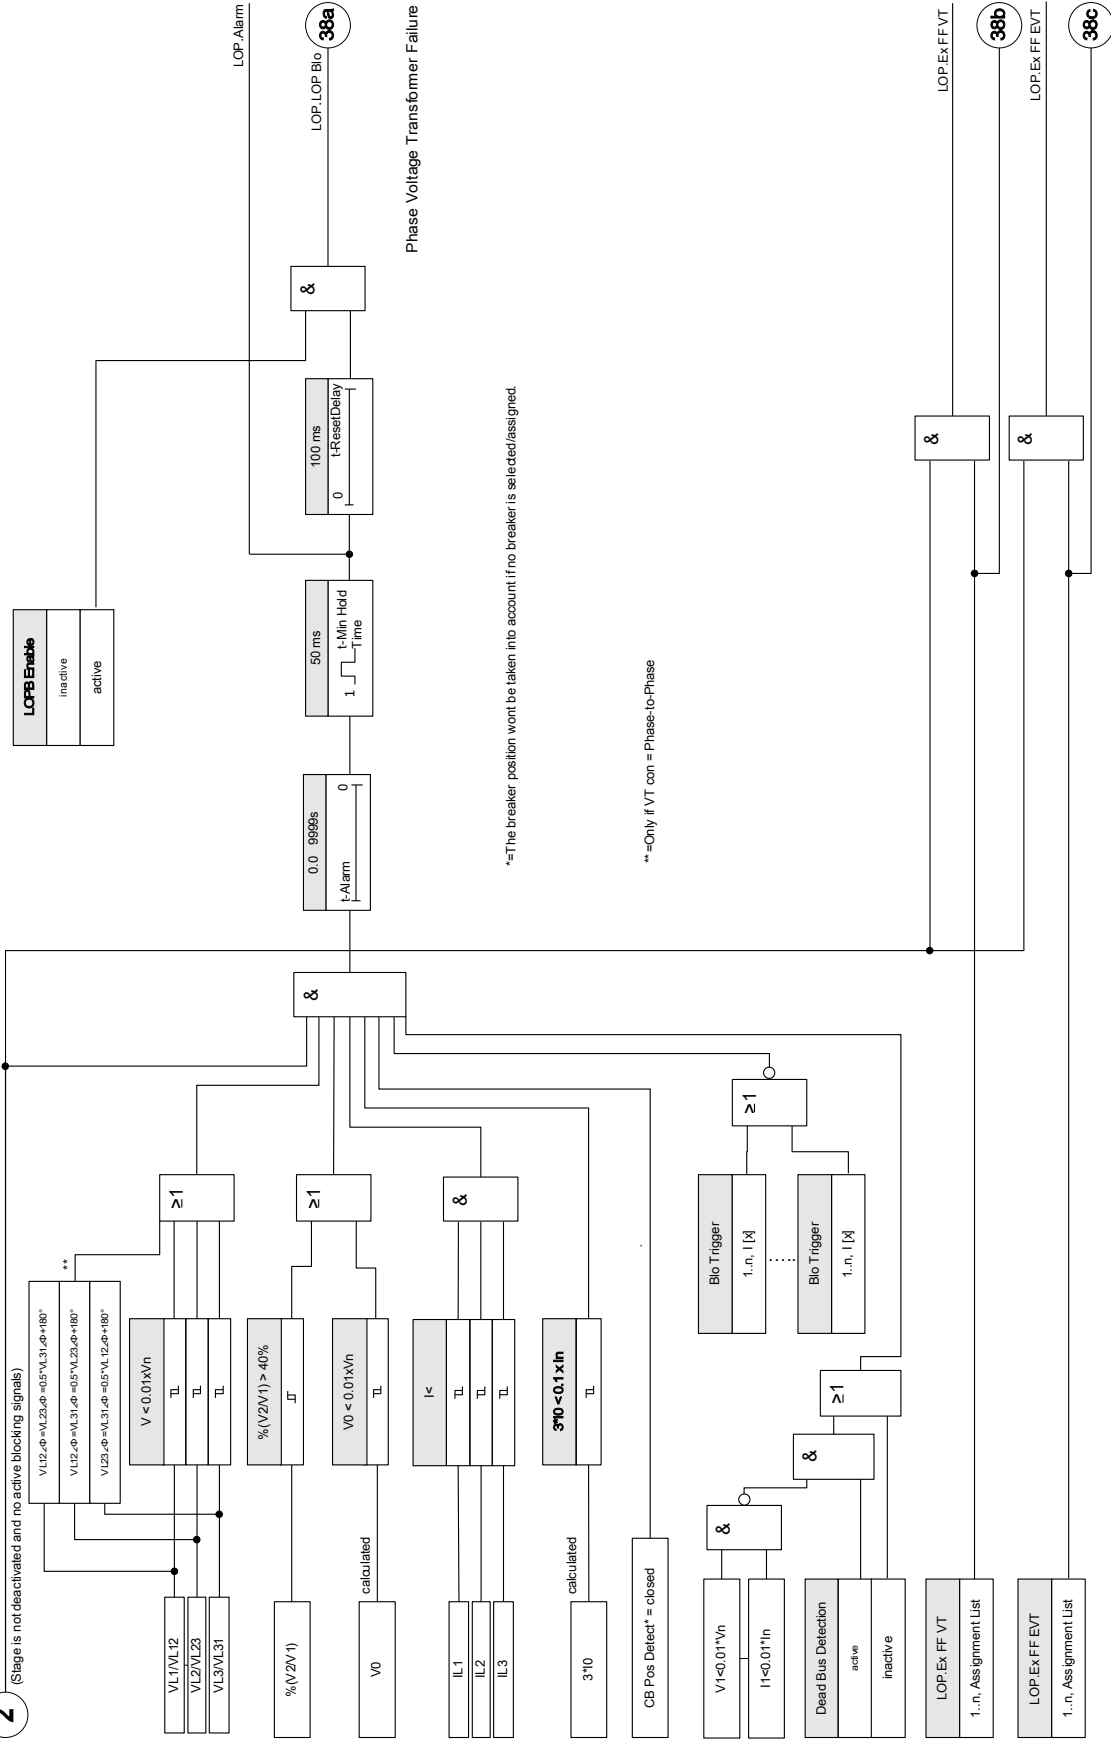 2
(Stage is not deactivated and no active blocking signals)
LOPB Enable
inactive
active
LOP.Alarm
LOP.LOP Blo
38a
Phase Voltage Transformer Failure
VL12∠Φ =VL23∠Φ =0.5*VL31∠Φ+180°
VL12∠Φ =VL31∠Φ =0.5*VL23∠Φ+180°
VL23∠Φ =VL31∠Φ =0.5*VL12∠Φ+180°
**
VL1/VL12
VL2/VL23
VL3/VL31
V < 0.01xVn
≥1
%(V2/V1)
%(V2/V1) > 40%
V0
calculated
V0 < 0.01xVn
≥1
IL1
IL2
IL3
I<
&
3*I0
calculated
3*I0 <0.1 x In
CB Pos Detect* = closed
Blo Trigger
1..n, I [x]
.....
Blo Trigger
1..n, I [x]
≥1
V1<0.01*Vn
I1<0.01*In
&
Dead Bus Detection
active
inactive
&
≥1
&
0.0 9999s
t-Alarm
0
50 ms
1
t-Min Hold
Time
100 ms
0
t-ResetDelay
&
*=The breaker position wont be taken into account if no breaker is selected/assigned.
** =Only if VT con = Phase-to-Phase
LOP.Ex FF VT
1..n, Assignment List
&
LOP.Ex FF VT
38b
LOP.Ex FF EVT
1..n, Assignment List
&
LOP.Ex FF EVT
38c